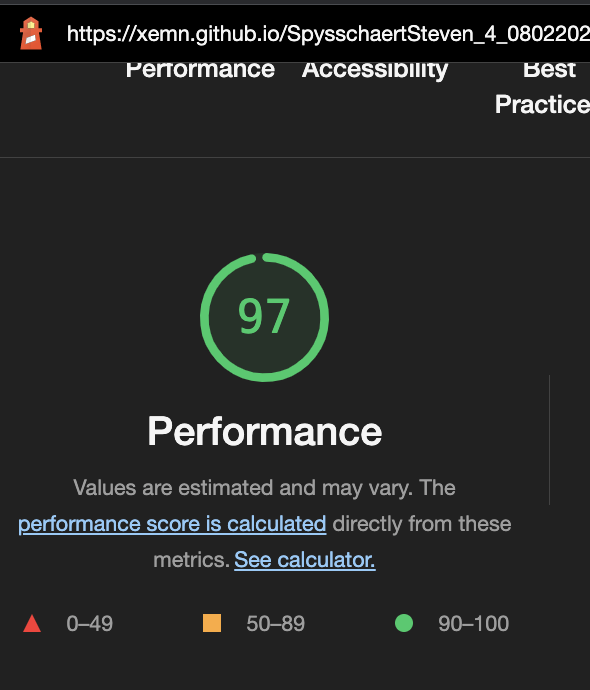 https://xemn.github.io/SpysschaertSteven_4_0802202
Performance Accessibility Best
Practice
97
Performance
Values are estimated and may vary. The
performance score is calculated directly from these
metrics. See calculator.
0–49 50–89 90–100